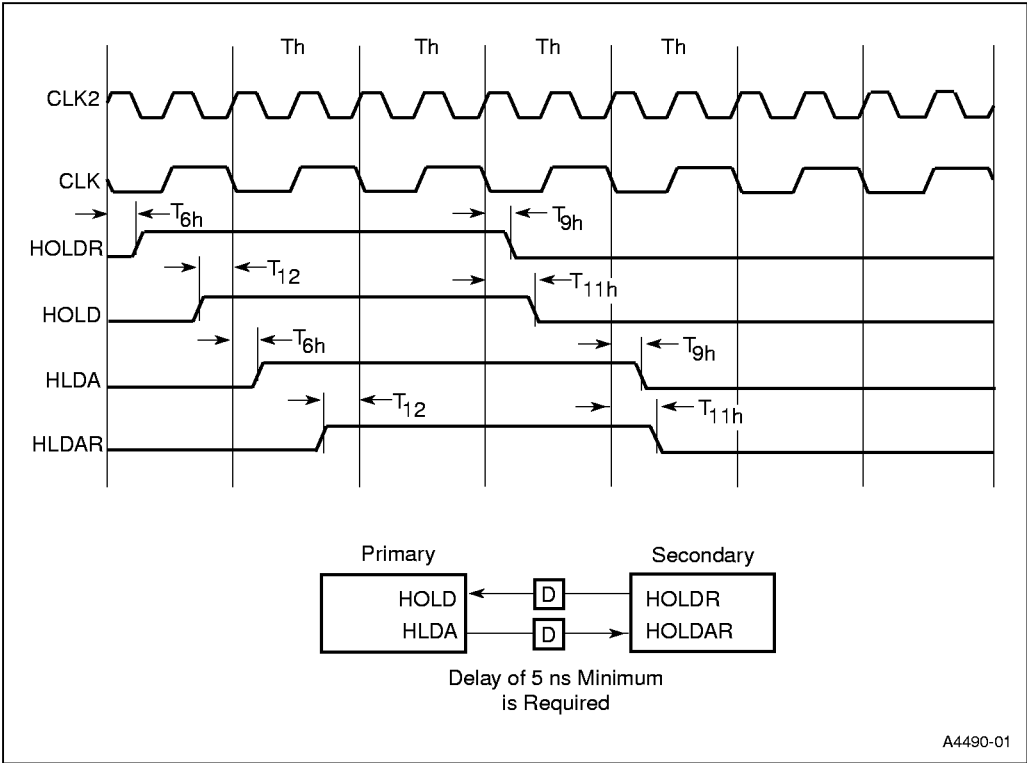 Th Th Th Th
CLK2
CLK
T6h T9h
HOLDR
T12 T11h
HOLD
T6h T9h
HLDA
T12 T11h
HLDAR
Primary Secondary
HOLD D HOLDR
HLDA D HOLDAR
Delay of 5 ns Minimum
is Required
A4490-01